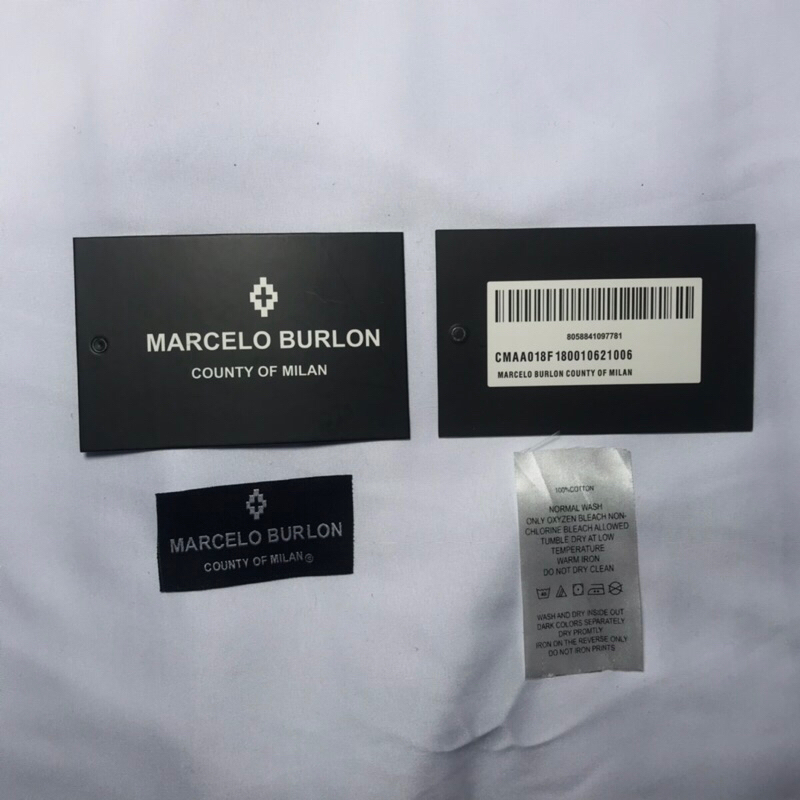 MARCELO BURLON
COUNTY OF MILAN
8058841097781
CMAA018F180010621006
MARCELO BURLON COUNTY OF MILAN
MARCELO BURLON
COUNTY OF MILAN®
100%COTTON
NORMAL WASH
ONLY OXYZEN BLEACH NON-
CHLORINE BLEACH ALLOWED
TUMBLE DRY AT LOW
TEMPERATURE
WARM IRON
DO NOT DRY CLEAN
WASH AND DRY INSIDE OUT
DARK COLORS SEPARATELY
DRY PROMTLY
IRON ON THE REVERSE ONLY
DO NOT IRON PRINTS